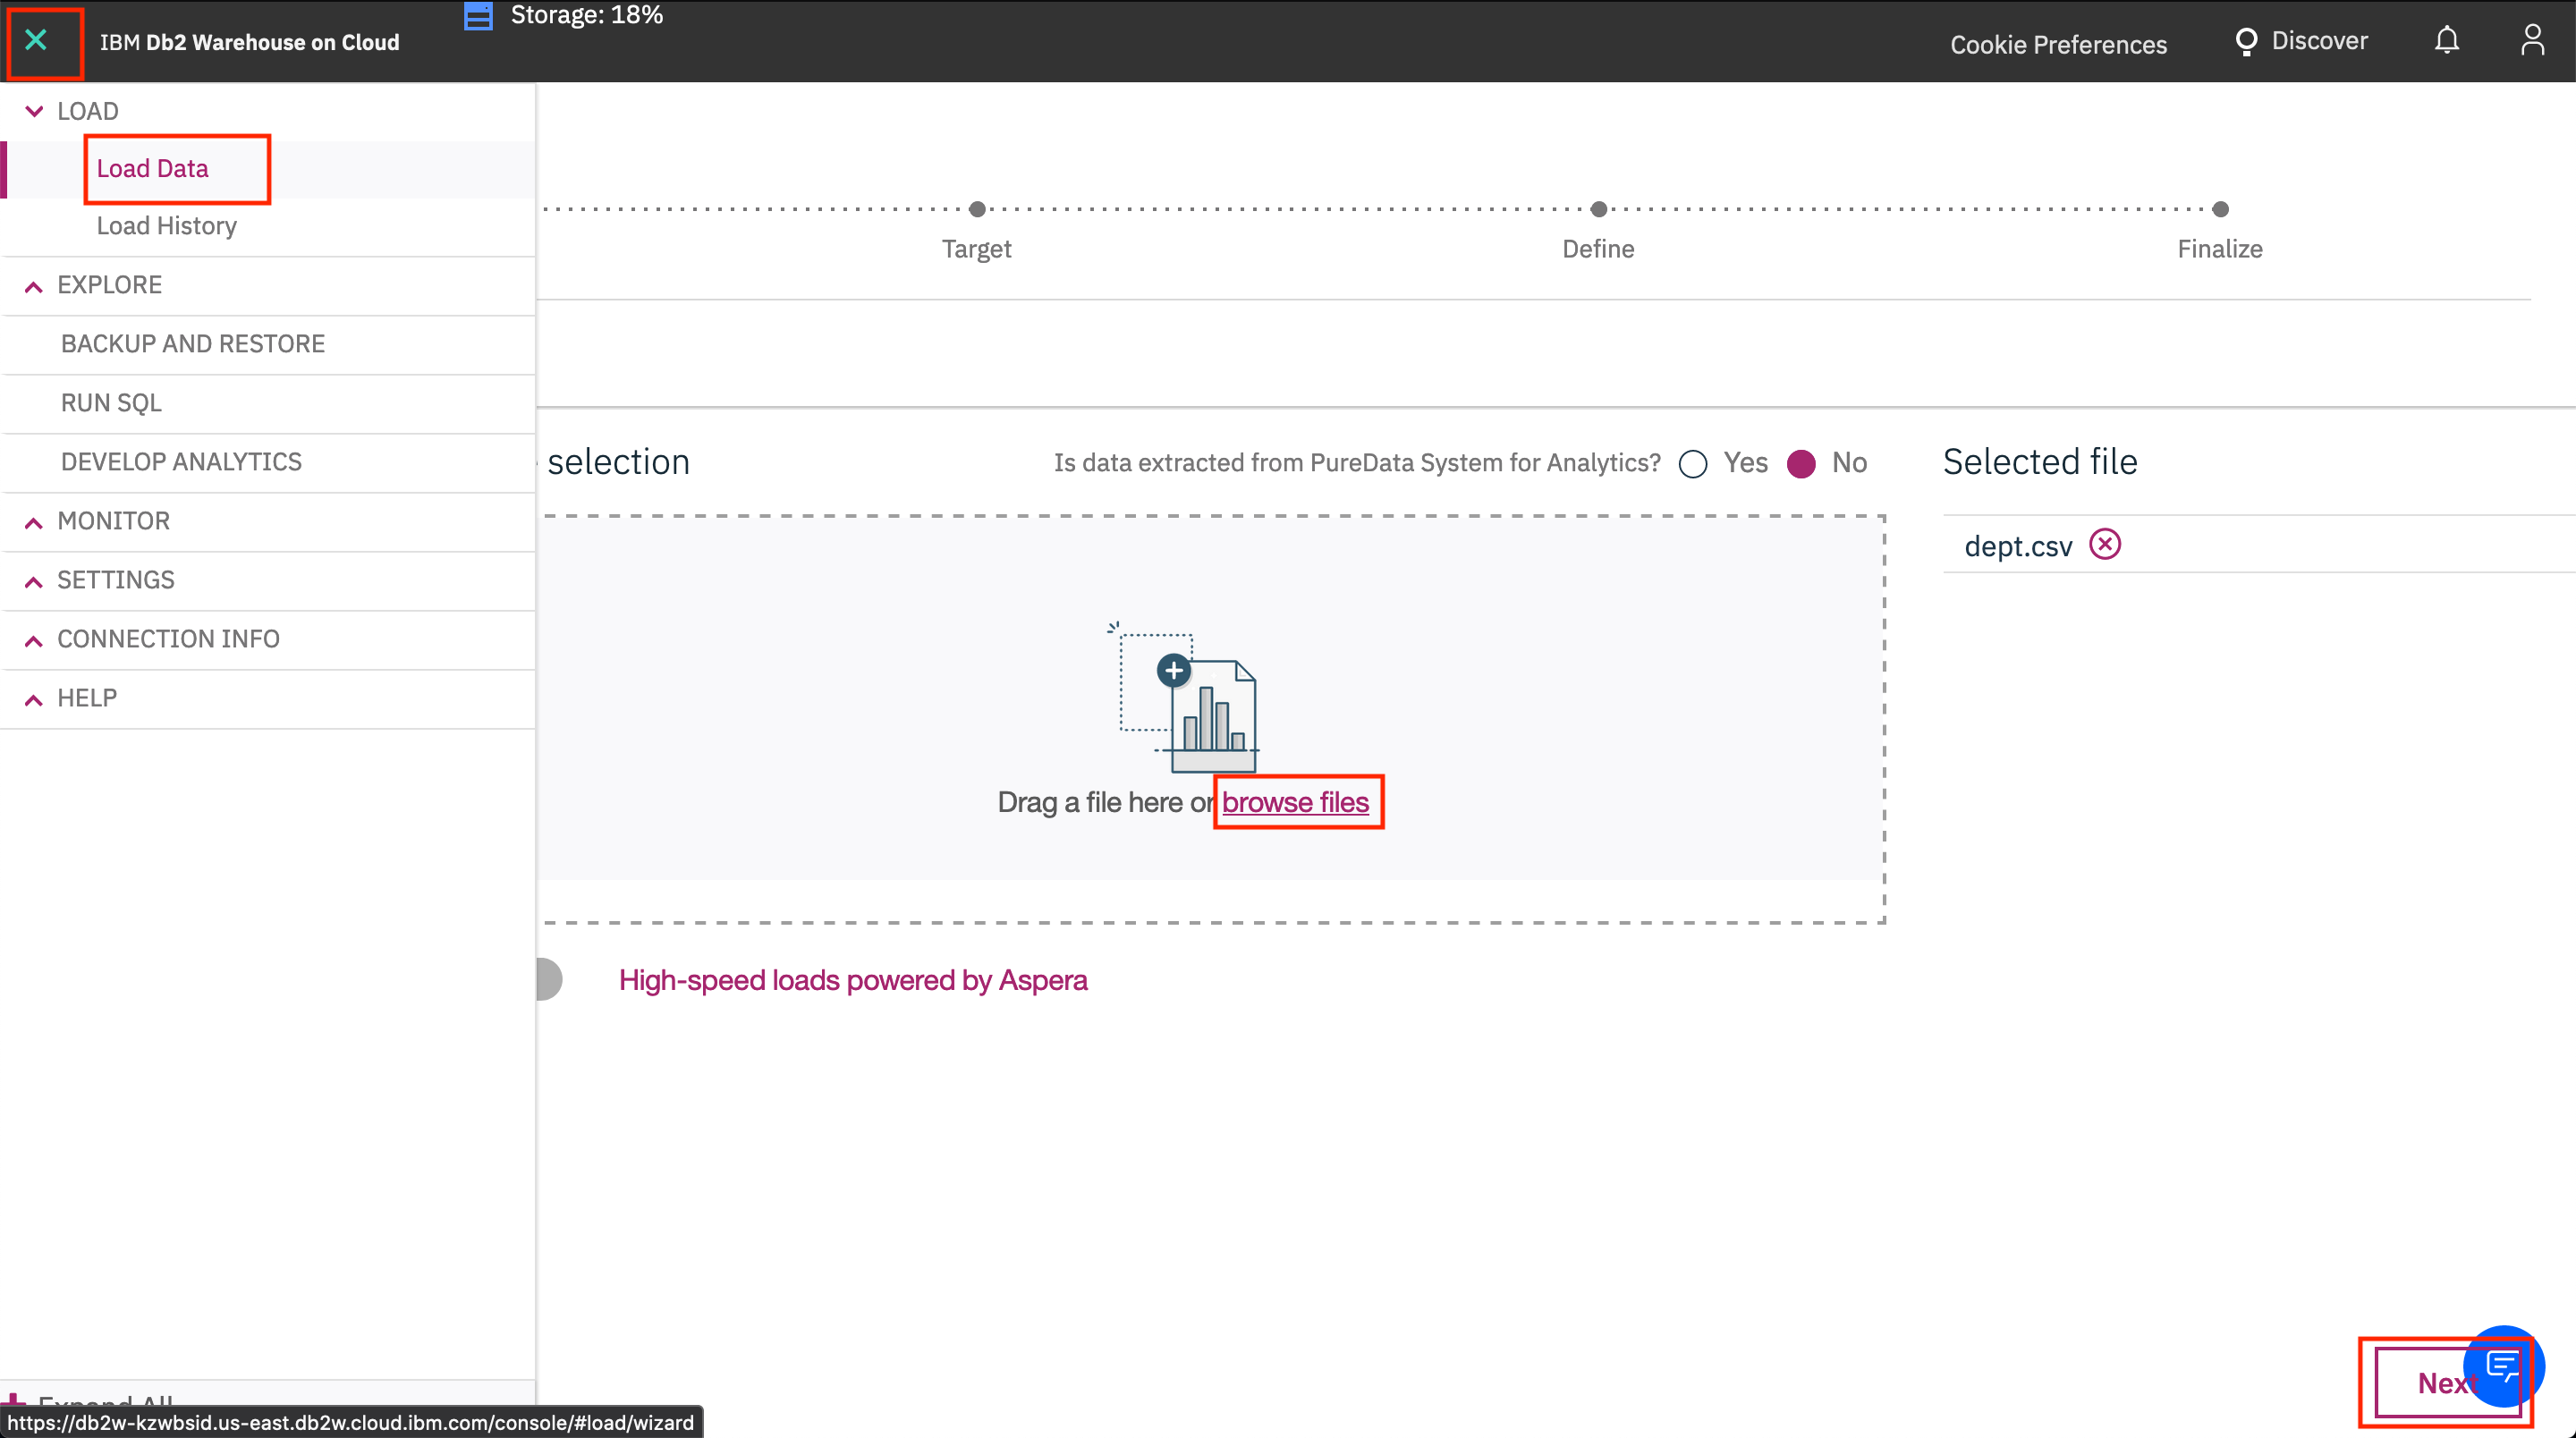 Storage: 18%
IBM Db2 Warehouse on Cloud
Cookie Preferences
Discover
LOAD
Load Data
Load History
EXPLORE
BACKUP AND RESTORE
RUN SQL
DEVELOP ANALYTICS
MONITOR
SETTINGS
CONNECTION INFO
HELP
Expand All
Target
Define
Finalize
selection
Is data extracted from PureData System for Analytics? Yes No
Selected file
dept.csv
Drag a file here or browse files
High-speed loads powered by Aspera
Next
https://db2w-kzwbsid.us-east.db2w.cloud.ibm.com/console/#load/wizard